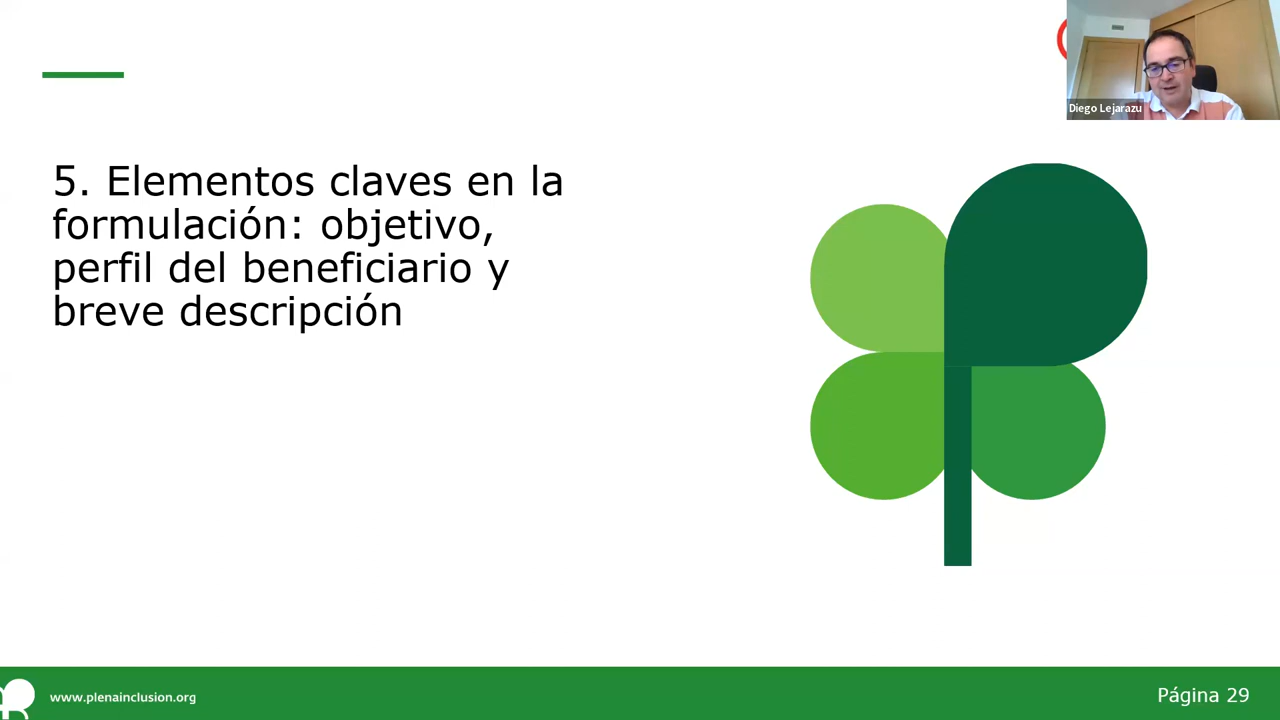 Diego Lejarazu
5. Elementos claves en la
formulación: objetivo,
perfil del beneficiario y
breve descripción
www.plenainclusion.org
Página 29